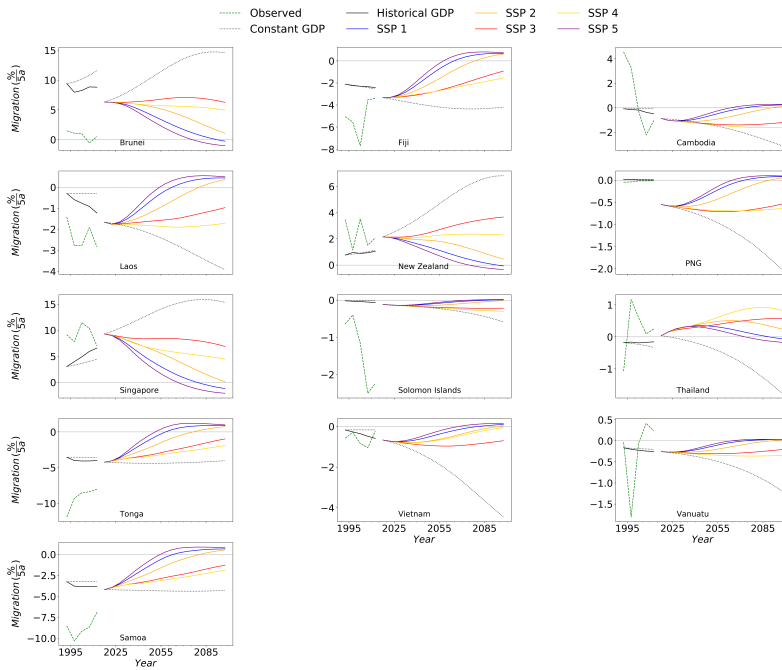 Observed
Historical GDP
SSP 2
SSP 4
Constant GDP
SSP 1
SSP 3
SSP 5
Migration (%/5a)
15
10
5
0
Brunei
0
−2
−4
−6
−8
Fiji
4
2
0
−2
Cambodia
Migration (%/5a)
0
−1
−2
−3
−4
Laos
6
4
2
0
New Zealand
0.0
−0.5
−1.0
−1.5
−2.0
PNG
Migration (%/5a)
15
10
5
0
Singapore
0
−1
−2
Solomon Islands
1
0
−1
Thailand
Migration (%/5a)
0
−5
−10
Tonga
0
−2
−4
Vietnam
1995 2025 2055 2085
Year
0.5
0.0
−0.5
−1.0
−1.5
Vanuatu
1995 2025 2055 2085
Year
Migration (%/5a)
0.0
−2.5
−5.0
−7.5
−10.0
Samoa
1995 2025 2055 2085
Year